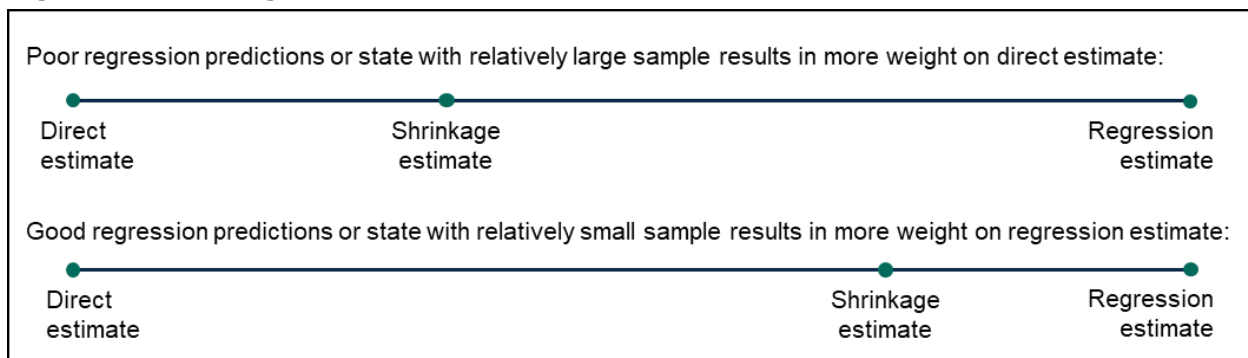 Poor regression predictions or state with relatively large sample results in more weight on direct estimate:
Direct estimate
Shrinkage estimate
Regression estimate
Good regression predictions or state with relatively small sample results in more weight on regression estimate:
Direct estimate
Shrinkage estimate
Regression estimate